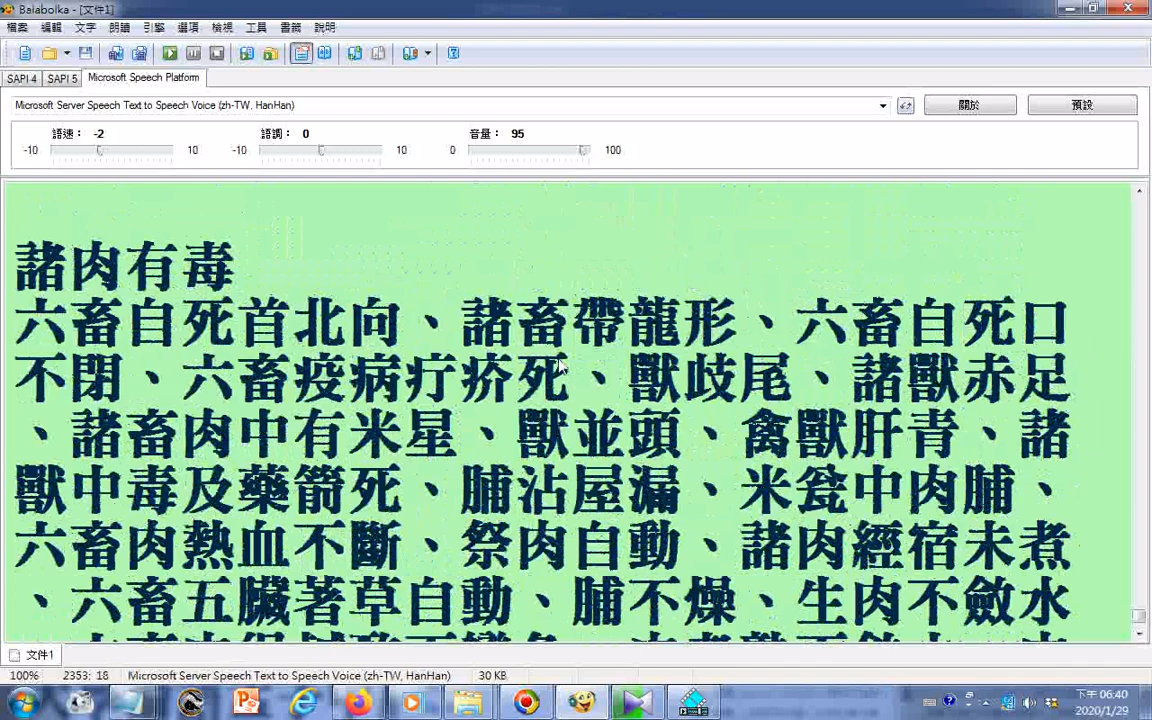 Balabolka - [文件1]
檔案 編輯 文字 朗讀 引擎 選項 檢視 工具 書籤 說明
SAPI 4 SAPI 5 Microsoft Speech Platform
Microsoft Server Speech Text to Speech Voice (zh-TW, HanHan) 關於 預設
語速： -2 語調： 0 音量： 95
-10 10 -10 10 0 100
諸肉有毒
六畜自死首北向、諸畜帶龍形、六畜自死口
不閉、六畜疫病疔疥死、獸歧尾、諸獸赤足
、諸畜肉中有米星、獸並頭、禽獸肝青、諸
獸中毒及藥箭死、脯沾屋漏、米瓮中肉脯、
六畜肉熱血不斷、祭肉自動、諸肉經宿未煮
、六畜五臟著草自動、脯不燥、生肉不斂水
文件1
100% 2353: 18 Microsoft Server Speech Text to Speech Voice (zh-TW, HanHan) 30 KB
下午 06:40
2020/1/29